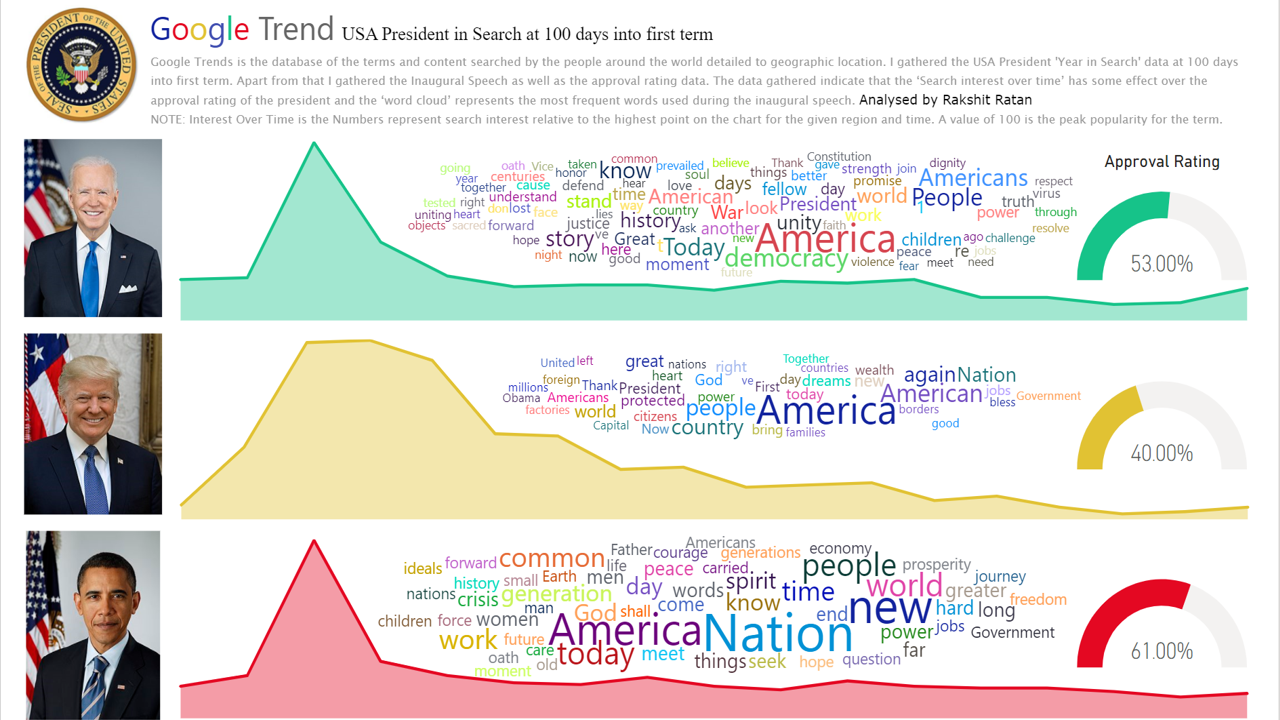 SEAL OF THE PRESIDENT OF THE UNITED STATES
Google Trend USA President in Search at 100 days into first term
Google Trends is the database of the terms and content searched by the people around the world detailed to geographic location. I gathered the USA President 'Year in Search' data at 100 days
into first term. Apart from that I gathered the Inaugural Speech as well as the approval rating data. The data gathered indicate that the ‘Search interest over time’ has some effect over the
approval rating of the president and the ‘word cloud’ represents the most frequent words used during the inaugural speech. Analysed by Rakshit Ratan
NOTE: Interest Over Time is the Numbers represent search interest relative to the highest point on the chart for the given region and time. A value of 100 is the peak popularity for the term.
Approval Rating
going oath Vice taken common prevailed believe Thank Constitution dignity
year centuries honor know soul things gave strength join Americans respect
together cause defend hear love days fellow better day promise virus
tested right understand stand time American President world People truth
don lost face way country War look work I power through
uniting heart lies history unity faith resolve
objects sacred forward justice ask another
hope story ve Great new America children ago challenge
night now here t Today democracy peace re jobs
good moment violence fear meet need
future
53.00%
United left great nations right Together countries wealth again Nation
foreign heart God ve First day dreams new American jobs
millions Thank President power today bless Government
Obama Americans protected people America borders
factories world citizens good
Capital Now country bring families
40.00%
Americans
ideals forward common Father courage generations economy
life peace carried people prosperity
history small Earth men day words spirit time world journey
nations crisis generation greater freedom
children force man women God shall come know end new hard long
work future America Nation power jobs Government
care today meet far
oath old things seek hope question
moment
61.00%